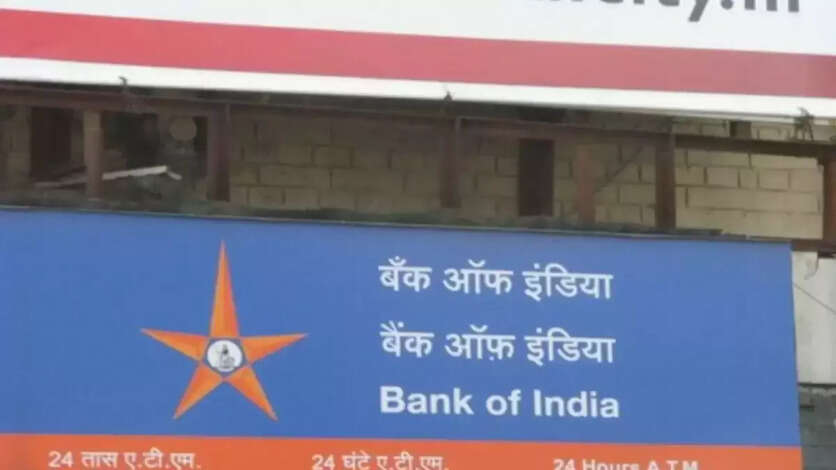 बँक ऑफ इंडिया
बैंक ऑफ़ इंडिया
Bank of India
24 तास ए.टी.एम. 24 घंटे ए.टी.एम. 24 Hours A.T.M.